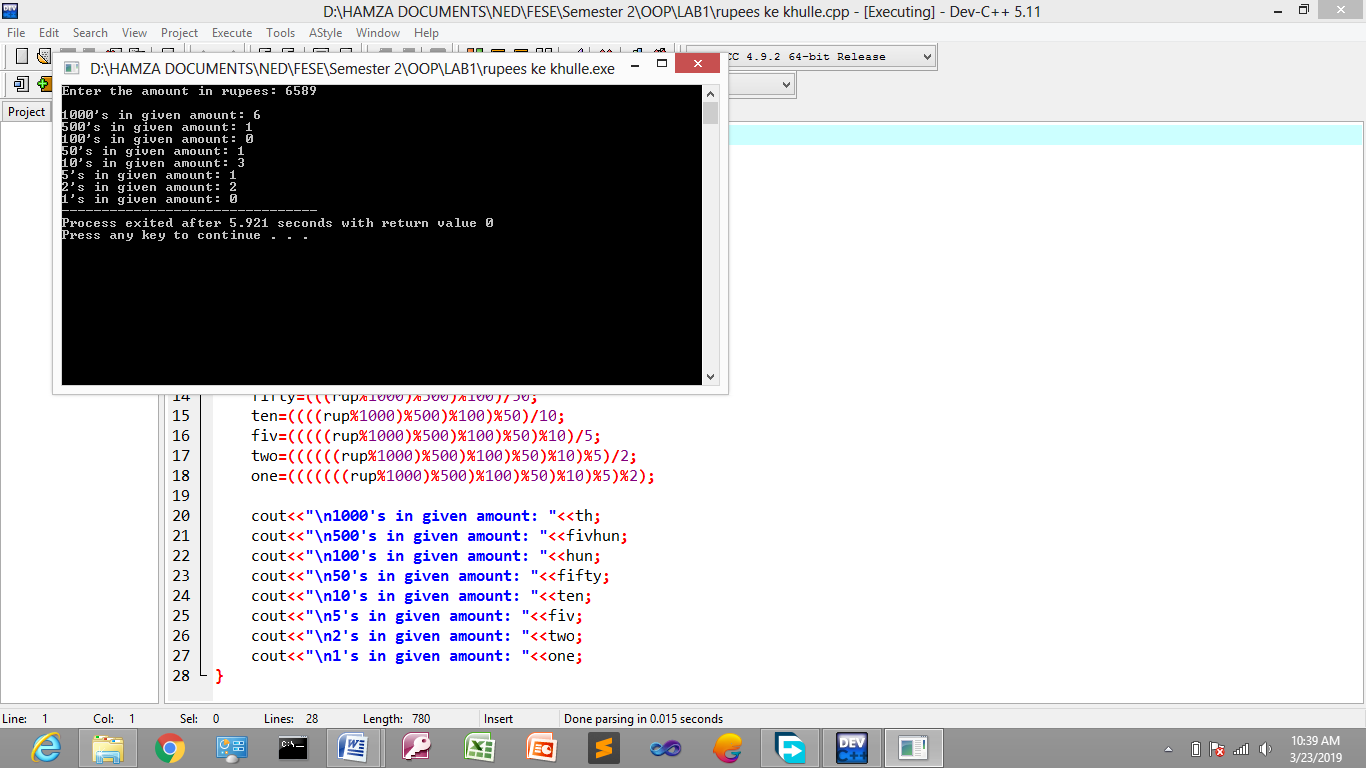 D:\HAMZA DOCUMENTS\NED\FESE\Semester 2\OOP\LAB1\rupees ke khulle.cpp - [Executing] - Dev-C++ 5.11
File Edit Search View Project Execute Tools AStyle Window Help
CC 4.9.2 64-bit Release
D:\HAMZA DOCUMENTS\NED\FESE\Semester 2\OOP\LAB1\rupees ke khulle.exe
Project
Enter the amount in rupees: 6589
1000's in given amount: 6
500's in given amount: 1
100's in given amount: 0
50's in given amount: 1
10's in given amount: 3
5's in given amount: 1
2's in given amount: 2
1's in given amount: 0
--------------------------------
Process exited after 5.921 seconds with return value 0
Press any key to continue . . .
14 fifty=(((rup%1000)%500)%100)/50;
15 ten=((((rup%1000)%500)%100)%50)/10;
16 fiv=(((((rup%1000)%500)%100)%50)%10)/5;
17 two=((((((rup%1000)%500)%100)%50)%10)%5)/2;
18 one=(((((((rup%1000)%500)%100)%50)%10)%5)%2);
19
20 cout<<"\n1000's in given amount: "<<th;
21 cout<<"\n500's in given amount: "<<fivhun;
22 cout<<"\n100's in given amount: "<<hun;
23 cout<<"\n50's in given amount: "<<fifty;
24 cout<<"\n10's in given amount: "<<ten;
25 cout<<"\n5's in given amount: "<<fiv;
26 cout<<"\n2's in given amount: "<<two;
27 cout<<"\n1's in given amount: "<<one;
28 }
Line: 1 Col: 1 Sel: 0 Lines: 28 Length: 780 Insert Done parsing in 0.015 seconds
DEV C++
10:39 AM
3/23/2019